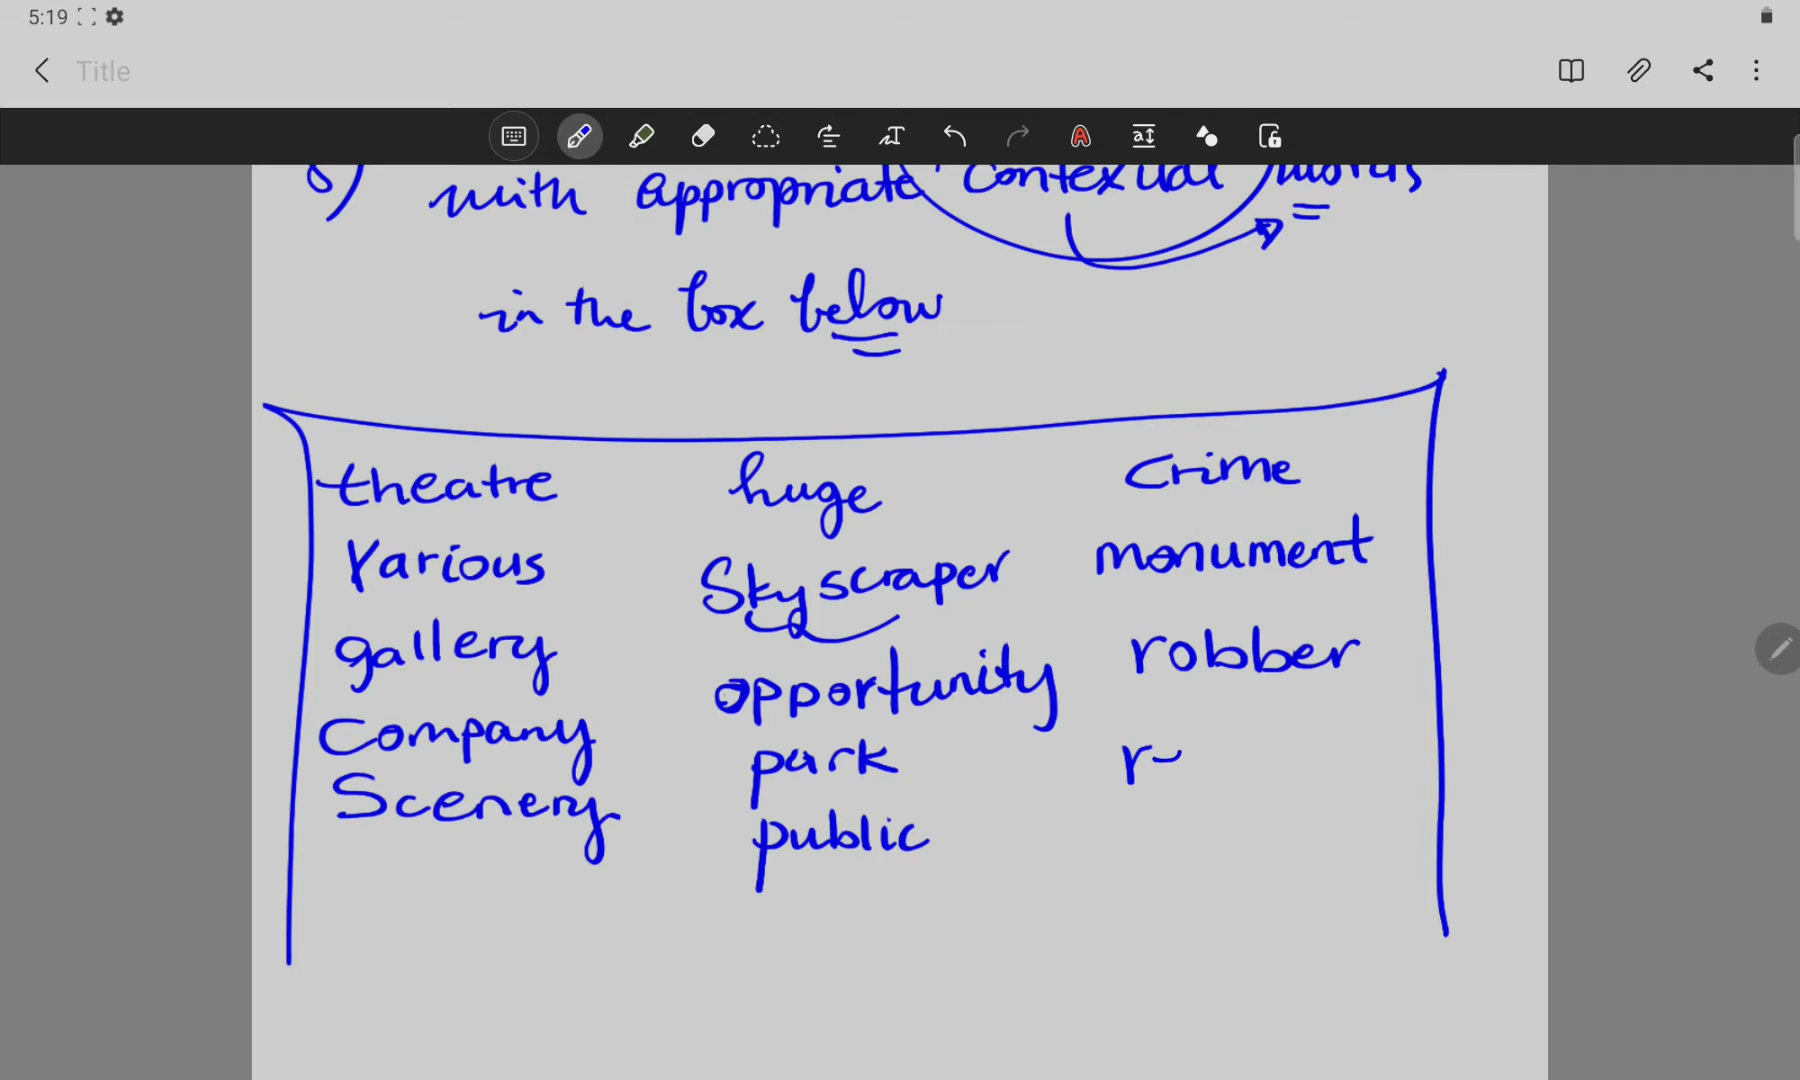 5:19
Title
8) with appropriate contextual words
in the box below
theatre huge Crime
Various Skyscraper monument
gallery opportunity robber
Company park r
Scenery public